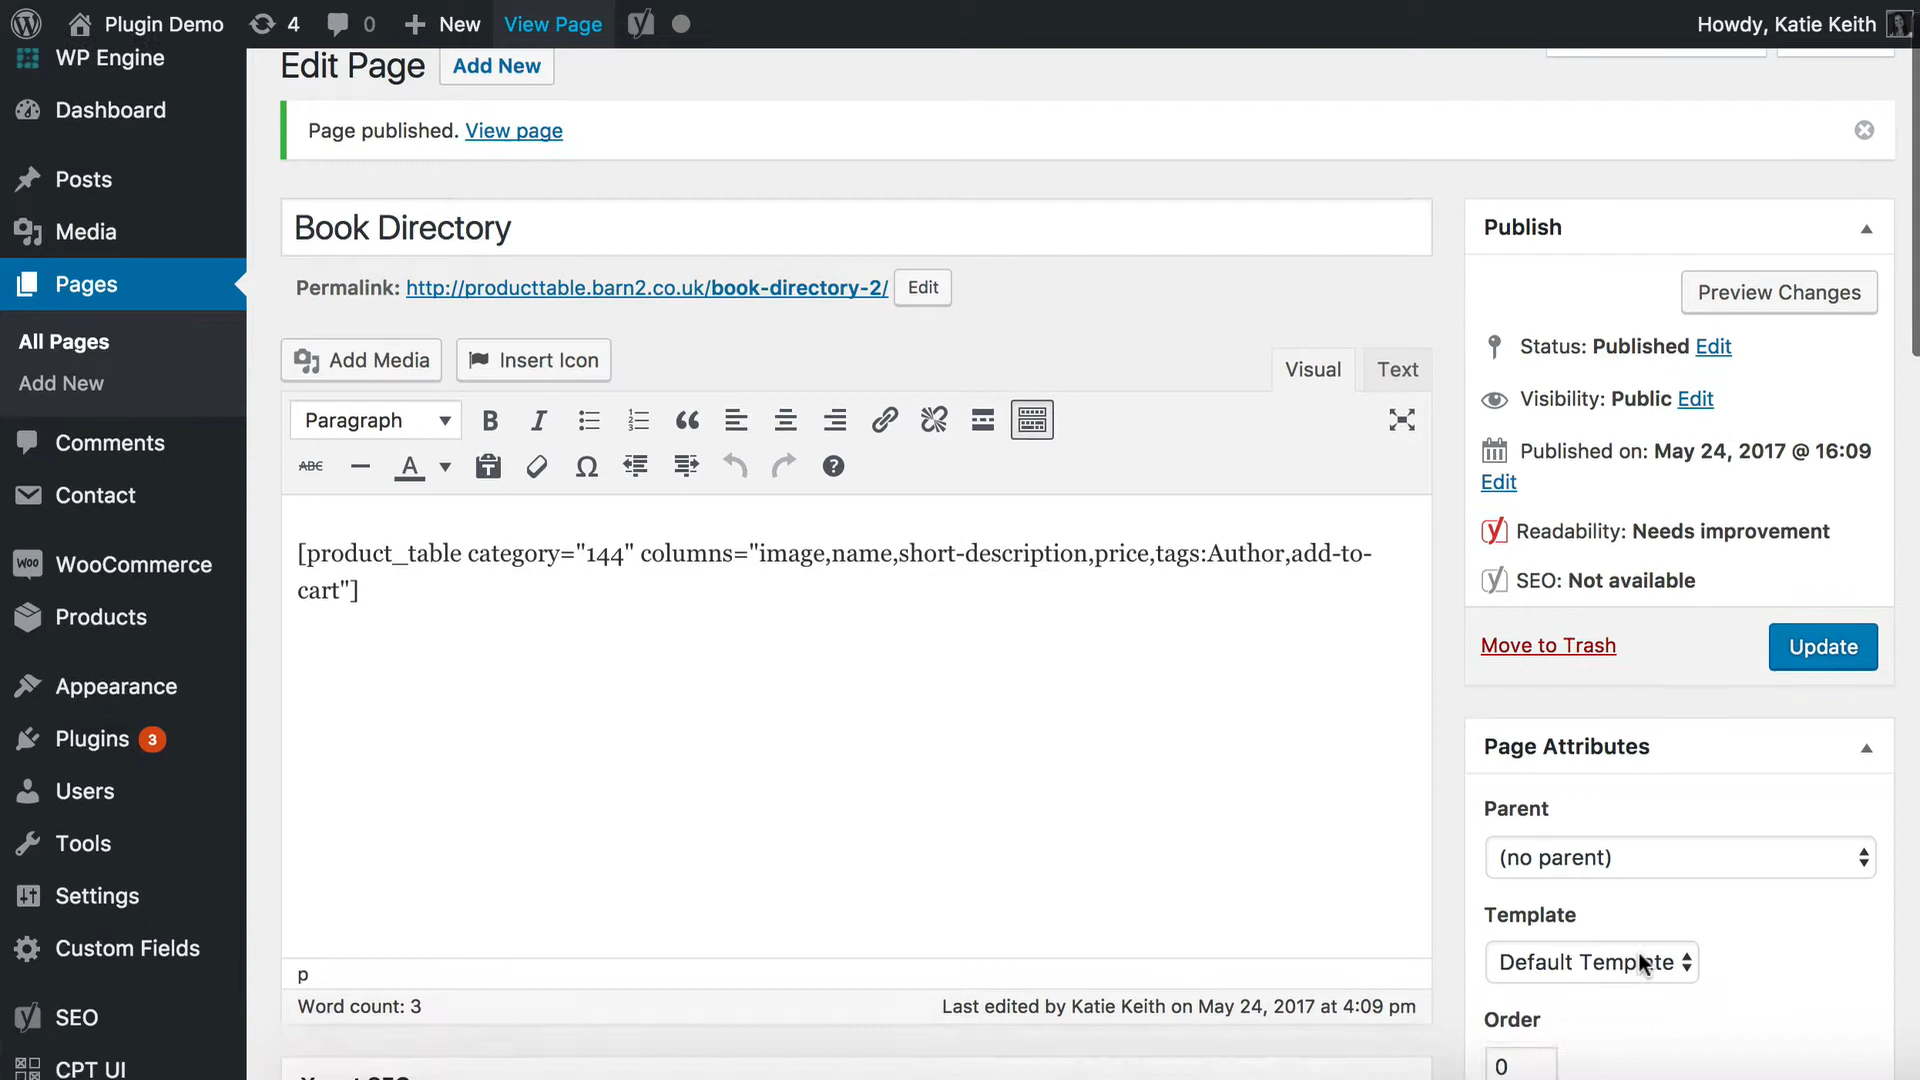 Plugin Demo
4
0
New
View Page
Howdy, Katie Keith
WP Engine
Dashboard
Posts
Media
Pages
All Pages
Add New
Comments
Contact
WOO
WooCommerce
Products
Appearance
Plugins 3
Users
Tools
Settings
Custom Fields
SEO
CPT UI
Edit Page
Add New
Page published. View page
Book Directory
Permalink: http://producttable.barn2.co.uk/book-directory-2/ Edit
Add Media
Insert Icon
Visual
Text
Paragraph
B I
ABC
A
[product_table category="144" columns="image,name,short-description,price,tags:Author,add-to-
cart"]
p
Word count: 3
Last edited by Katie Keith on May 24, 2017 at 4:09 pm
Publish
Preview Changes
Status: Published Edit
Visibility: Public Edit
Published on: May 24, 2017 @ 16:09
Edit
Readability: Needs improvement
SEO: Not available
Move to Trash
Update
Page Attributes
Parent
(no parent)
Template
Default Template
Order
0